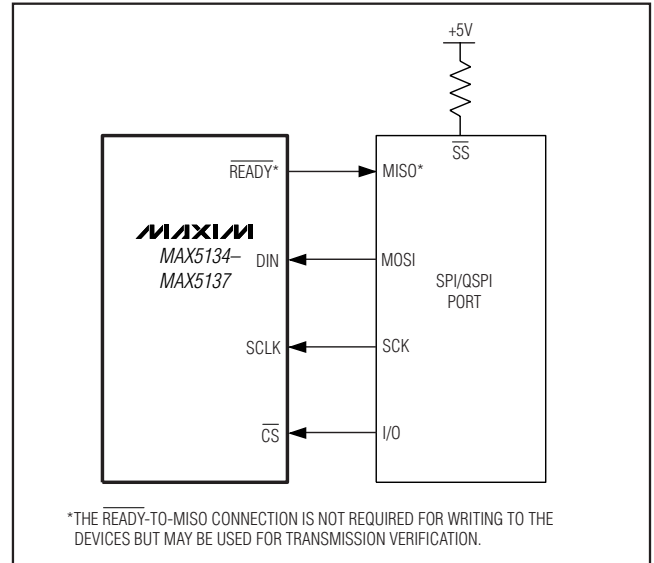 +5V
SS
READY*
MISO*
MAXIM
MAX5134–
MAX5137
DIN
MOSI
SPI/QSPI
PORT
SCLK
SCK
CS
I/O
*THE READY-TO-MISO CONNECTION IS NOT REQUIRED FOR WRITING TO THE
DEVICES BUT MAY BE USED FOR TRANSMISSION VERIFICATION.